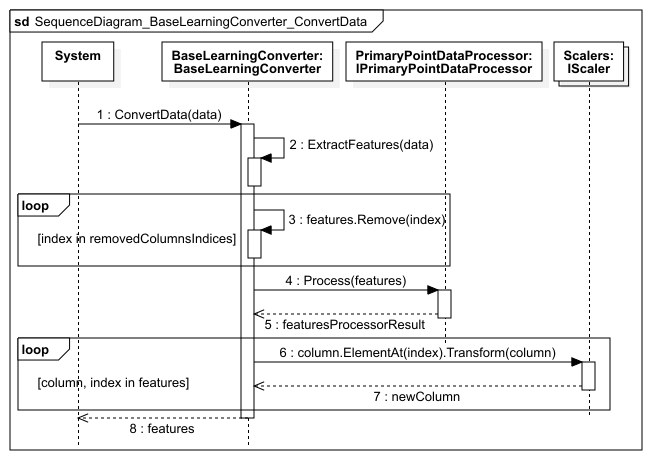 sd SequenceDiagram_BaseLearningConverter_ConvertData
System
BaseLearningConverter:
BaseLearningConverter
PrimaryPointDataProcessor:
IPrimaryPointDataProcessor
Scalers:
IScaler
1 : ConvertData(data)
2 : ExtractFeatures(data)
loop
3 : features.Remove(index)
[index in removedColumnsIndices]
4 : Process(features)
5 : featuresProcessorResult
loop
6 : column.ElementAt(index).Transform(column)
[column, index in features]
7 : newColumn
8 : features